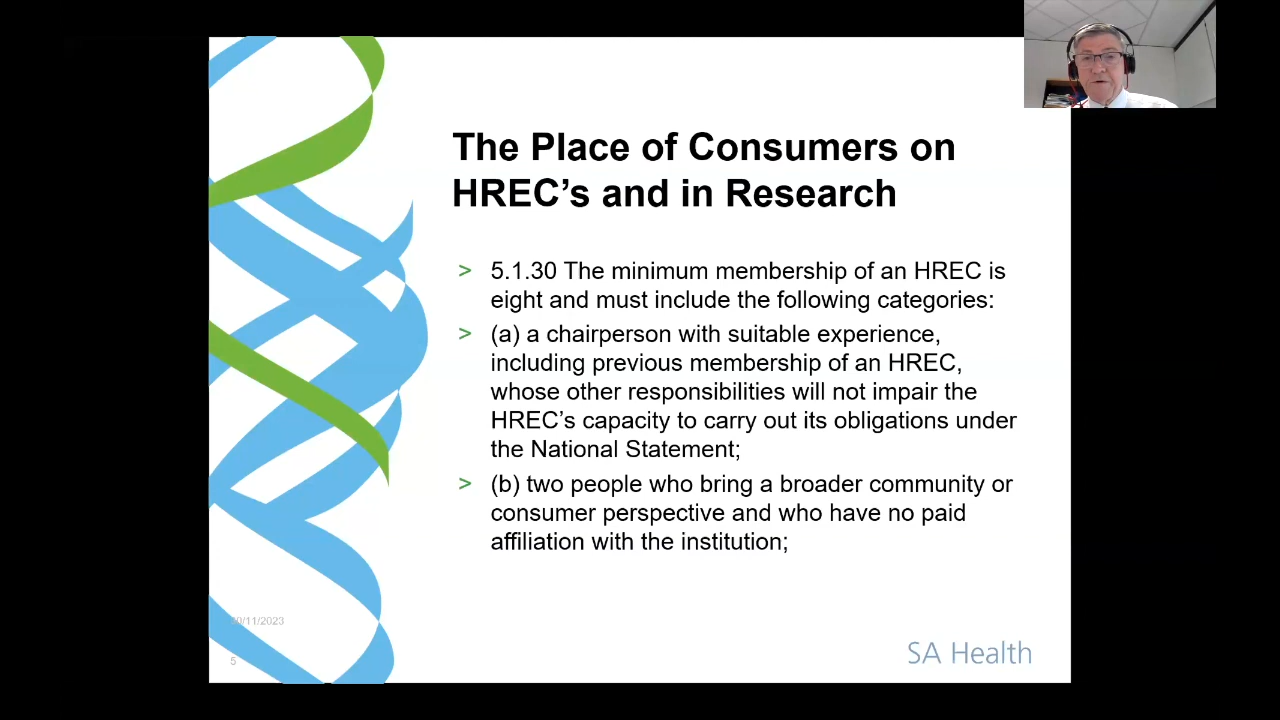 The Place of Consumers on
HREC's and in Research
> 5.1.30 The minimum membership of an HREC is
eight and must include the following categories:
> (a) a chairperson with suitable experience,
including previous membership of an HREC,
whose other responsibilities will not impair the
HREC's capacity to carry out its obligations under
the National Statement;
> (b) two people who bring a broader community or
consumer perspective and who have no paid
affiliation with the institution;
/11/2023
5
SA Health